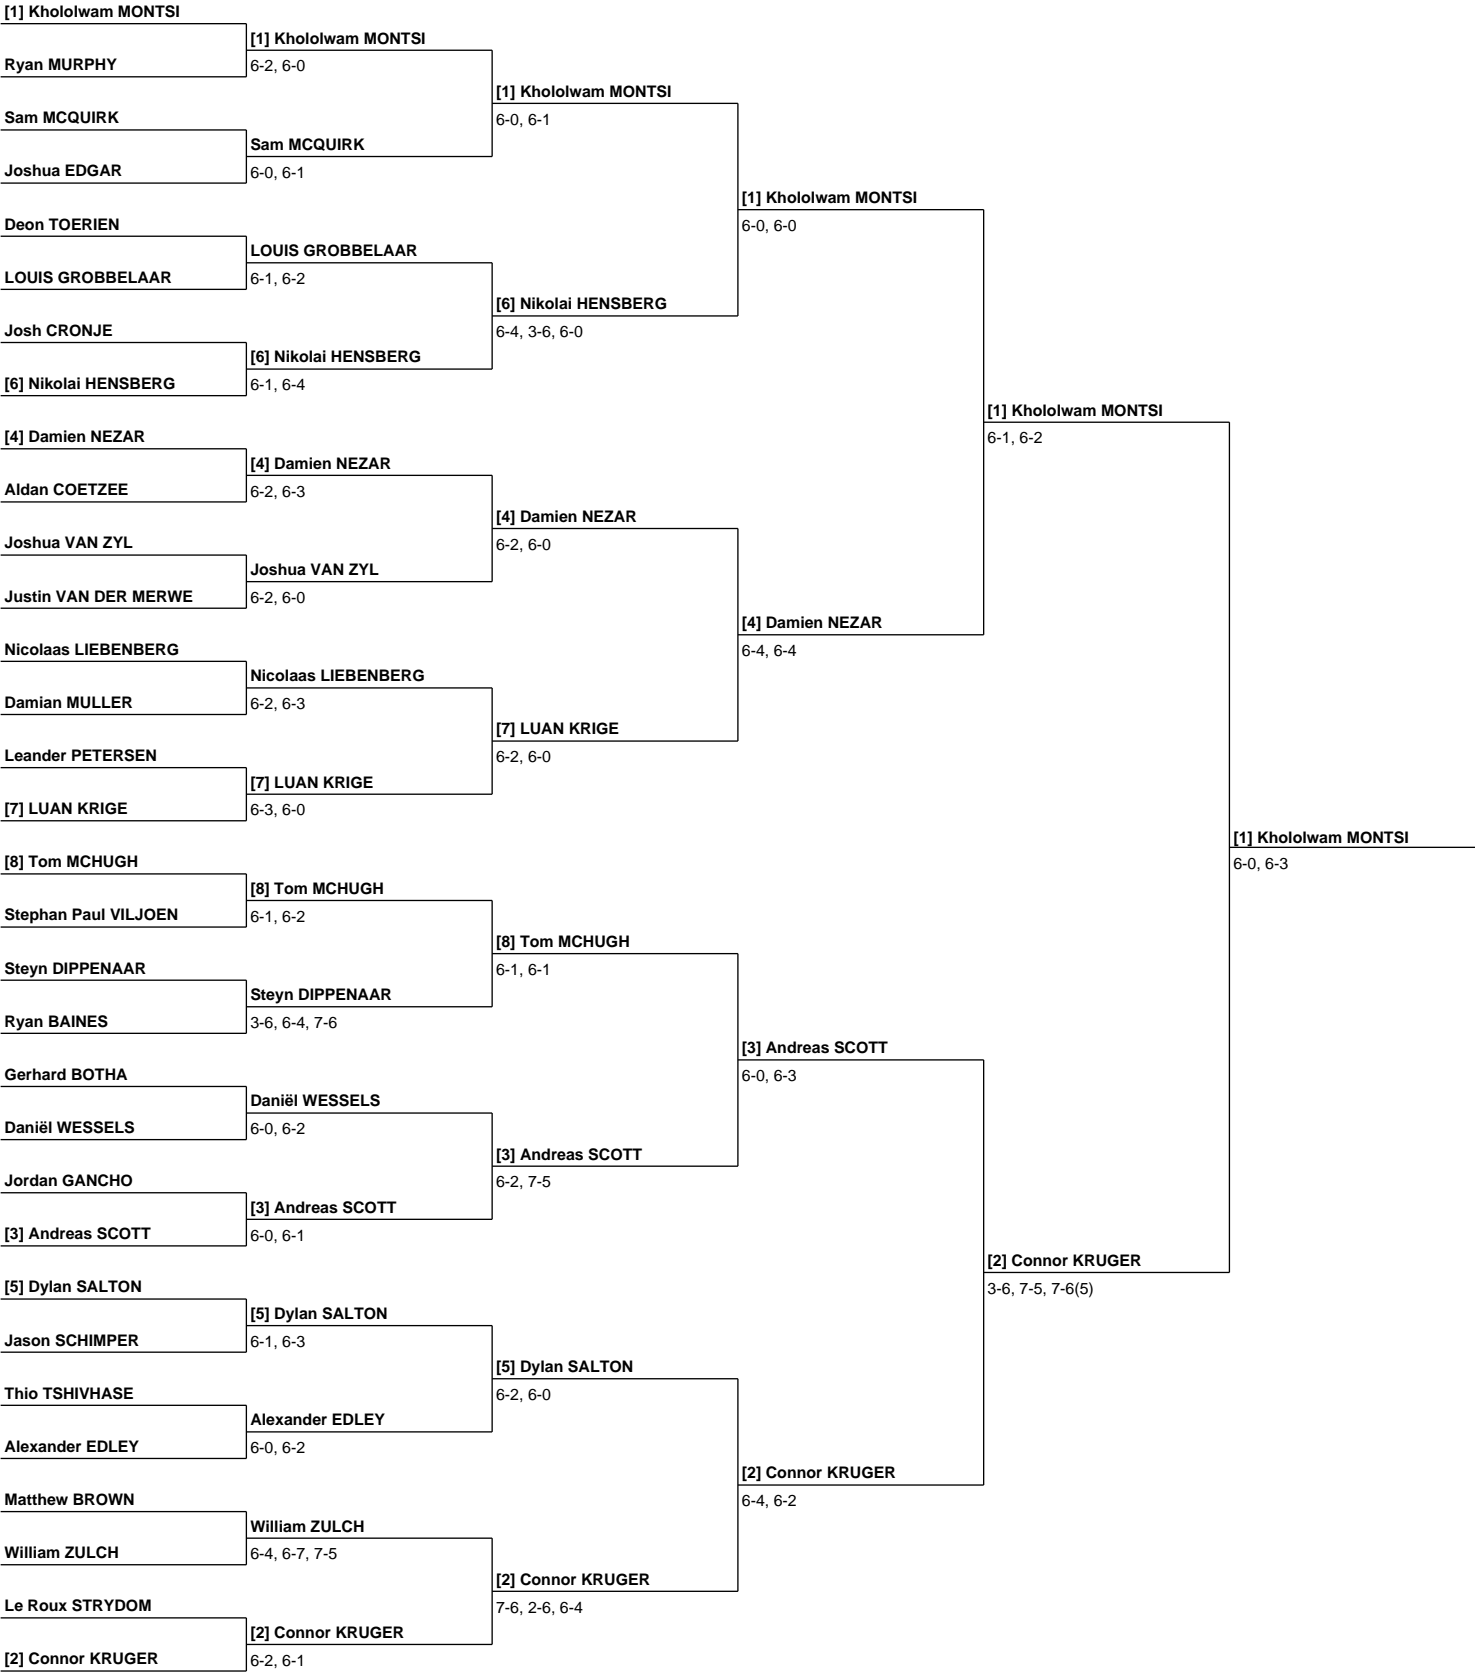 [1] Khololwam MONTSI
Ryan MURPHY
Sam MCQUIRK
Joshua EDGAR
Deon TOERIEN
LOUIS GROBBELAAR
Josh CRONJE
[6] Nikolai HENSBERG
[4] Damien NEZAR
Aldan COETZEE
Joshua VAN ZYL
Justin VAN DER MERWE
Nicolaas LIEBENBERG
Damian MULLER
Leander PETERSEN
[7] LUAN KRIGE
[8] Tom MCHUGH
Stephan Paul VILJOEN
Steyn DIPPENAAR
Ryan BAINES
Gerhard BOTHA
Daniël WESSELS
Jordan GANCHO
[3] Andreas SCOTT
[5] Dylan SALTON
Jason SCHIMPER
Thio TSHIVHASE
Alexander EDLEY
Matthew BROWN
William ZULCH
Le Roux STRYDOM
[2] Connor KRUGER
[1] Khololwam MONTSI
6-2, 6-0
Sam MCQUIRK
6-0, 6-1
LOUIS GROBBELAAR
6-1, 6-2
[6] Nikolai HENSBERG
6-1, 6-4
[4] Damien NEZAR
6-2, 6-3
Joshua VAN ZYL
6-2, 6-0
Nicolaas LIEBENBERG
6-2, 6-3
[7] LUAN KRIGE
6-3, 6-0
[8] Tom MCHUGH
6-1, 6-2
Steyn DIPPENAAR
3-6, 6-4, 7-6
Daniël WESSELS
6-0, 6-2
[3] Andreas SCOTT
6-0, 6-1
[5] Dylan SALTON
6-1, 6-3
Alexander EDLEY
6-0, 6-2
William ZULCH
6-4, 6-7, 7-5
[2] Connor KRUGER
6-2, 6-1
[1] Khololwam MONTSI
6-0, 6-1
[6] Nikolai HENSBERG
6-4, 3-6, 6-0
[4] Damien NEZAR
6-2, 6-0
[7] LUAN KRIGE
6-2, 6-0
[8] Tom MCHUGH
6-1, 6-1
[3] Andreas SCOTT
6-2, 7-5
[5] Dylan SALTON
6-2, 6-0
[2] Connor KRUGER
7-6, 2-6, 6-4
[1] Khololwam MONTSI
6-0, 6-0
[4] Damien NEZAR
6-4, 6-4
[3] Andreas SCOTT
6-0, 6-3
[2] Connor KRUGER
6-4, 6-2
[1] Khololwam MONTSI
6-1, 6-2
[2] Connor KRUGER
3-6, 7-5, 7-6(5)
[1] Khololwam MONTSI
6-0, 6-3